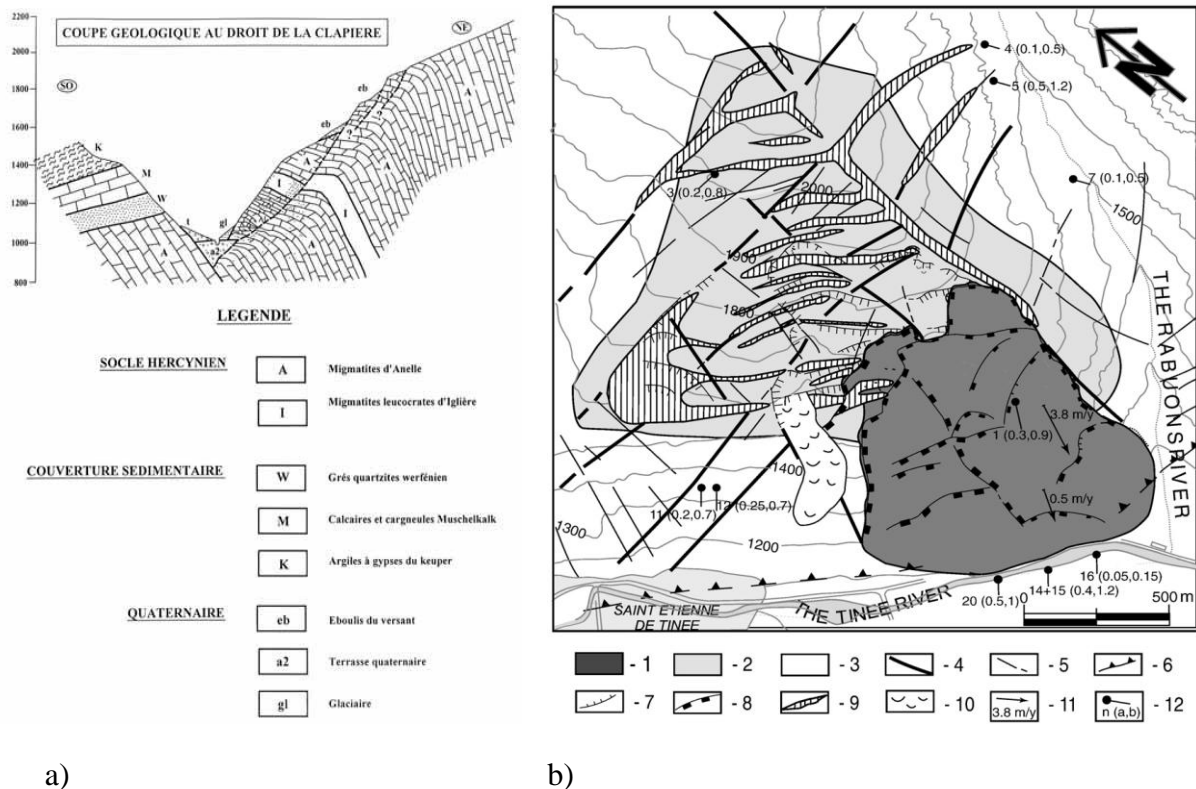 2200
2000
1800
1600
1400
1200
1000
800
COUPE GEOLOGIQUE AU DROIT DE LA CLAPIERE
SO
NE
K
M
W
A
t
gl
a2
eb
eb
?
?
A
I
A
A
I
A
LEGENDE
SOCLE HERCYNIEN
A Migmatites d'Anelle
I Migmatites leucocrates d'Iglière
COUVERTURE SEDIMENTAIRE
W Grés quartzites werfénien
M Calcaires et cargneules Muschelkalk
K Argiles à gypses du keuper
QUATERNAIRE
eb Eboulis du versant
a2 Terrasse quaternaire
gl Glaciaire
a)
N
4 (0.1,0.5)
5 (0.5,1.2)
7 (0.1,0.5)
3 (0.2,0.8)
2000
1500
1900
1800
THE RABUONS RIVER
3.8 m/y
1 (0.3,0.9)
1400
0.5 m/y
11 (0.2,0.7)
12 (0.25,0.7)
1300
1200
16 (0.05,0.15)
14+15 (0.4,1.2)
20 (0.5,1)
0
500 m
SAINT ETIENNE
DE TINEE
THE TINEE RIVER
- 1 - 2 - 3 - 4 - 5 - 6
- 7 - 8 - 9 - 10 3.8 m/y - 11 n (a,b) - 12
b)